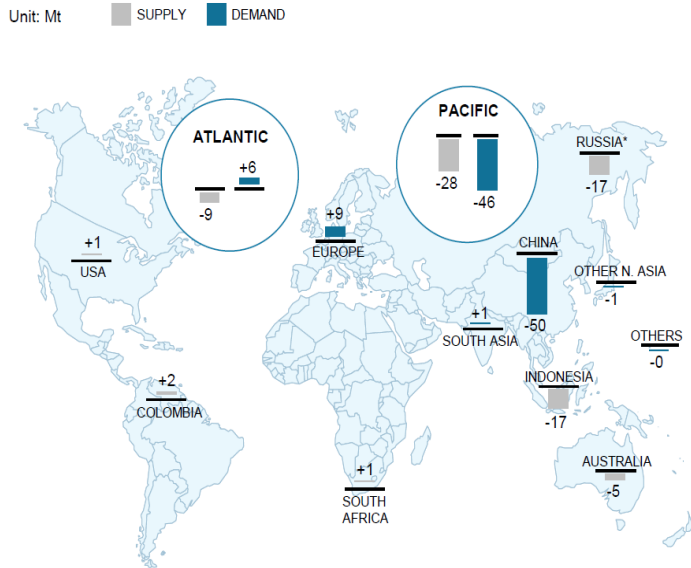 Unit: Mt
SUPPLY
DEMAND
ATLANTIC
+6
-9
PACIFIC
-28
-46
RUSSIA*
-17
+9
EUROPE
+1
USA
CHINA
-50
OTHER N. ASIA
-1
+1
SOUTH ASIA
OTHERS
-0
+2
COLOMBIA
INDONESIA
-17
+1
SOUTH
AFRICA
AUSTRALIA
-5